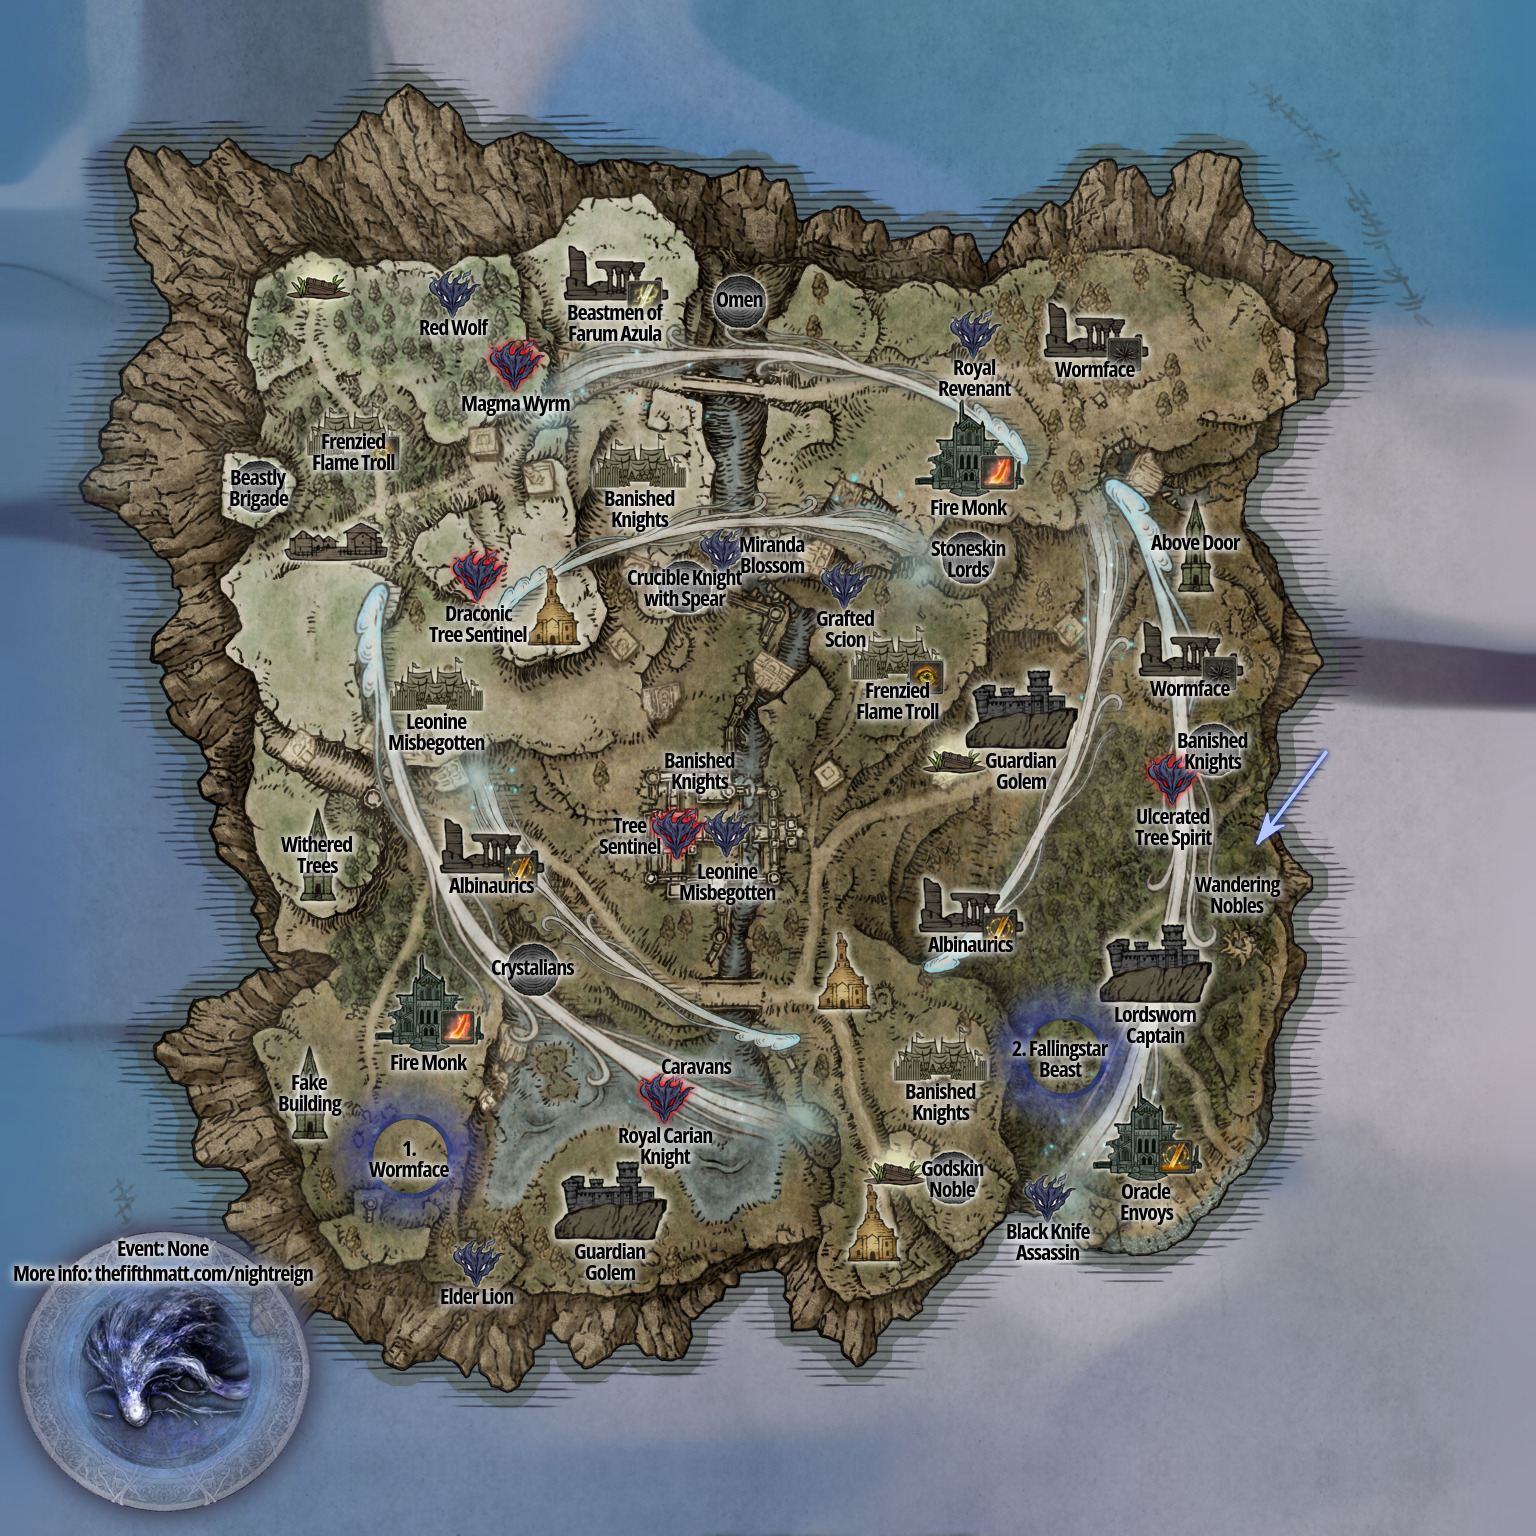 Omen
Beastmen of
Farum Azula
Red Wolf
Magma Wyrm
Royal
Revenant
Wormface
Frenzied
Flame Troll
Beastly
Brigade
Banished
Knights
Fire Monk
Above Door
Miranda
Blossom
Stoneskin
Lords
Crucible Knight
with Spear
Draconic
Tree Sentinel
Grafted
Scion
Frenzied
Flame Troll
Wormface
Leonine
Misbegotten
Banished
Knights
Guardian
Golem
Banished
Knights
Ulcerated
Tree Spirit
Tree
Sentinel
Leonine
Misbegotten
Withered
Trees
Albinaurics
Wandering
Nobles
Albinaurics
Crystalians
Lordsworn
Captain
2. Fallingstar
Beast
Fire Monk
Caravans
Fake
Building
Banished
Knights
Royal Carian
Knight
1.
Wormface
Godskin
Noble
Oracle
Envoys
Black Knife
Assassin
Guardian
Golem
Elder Lion
Event: None
More info: thefifthmatt.com/nightreign